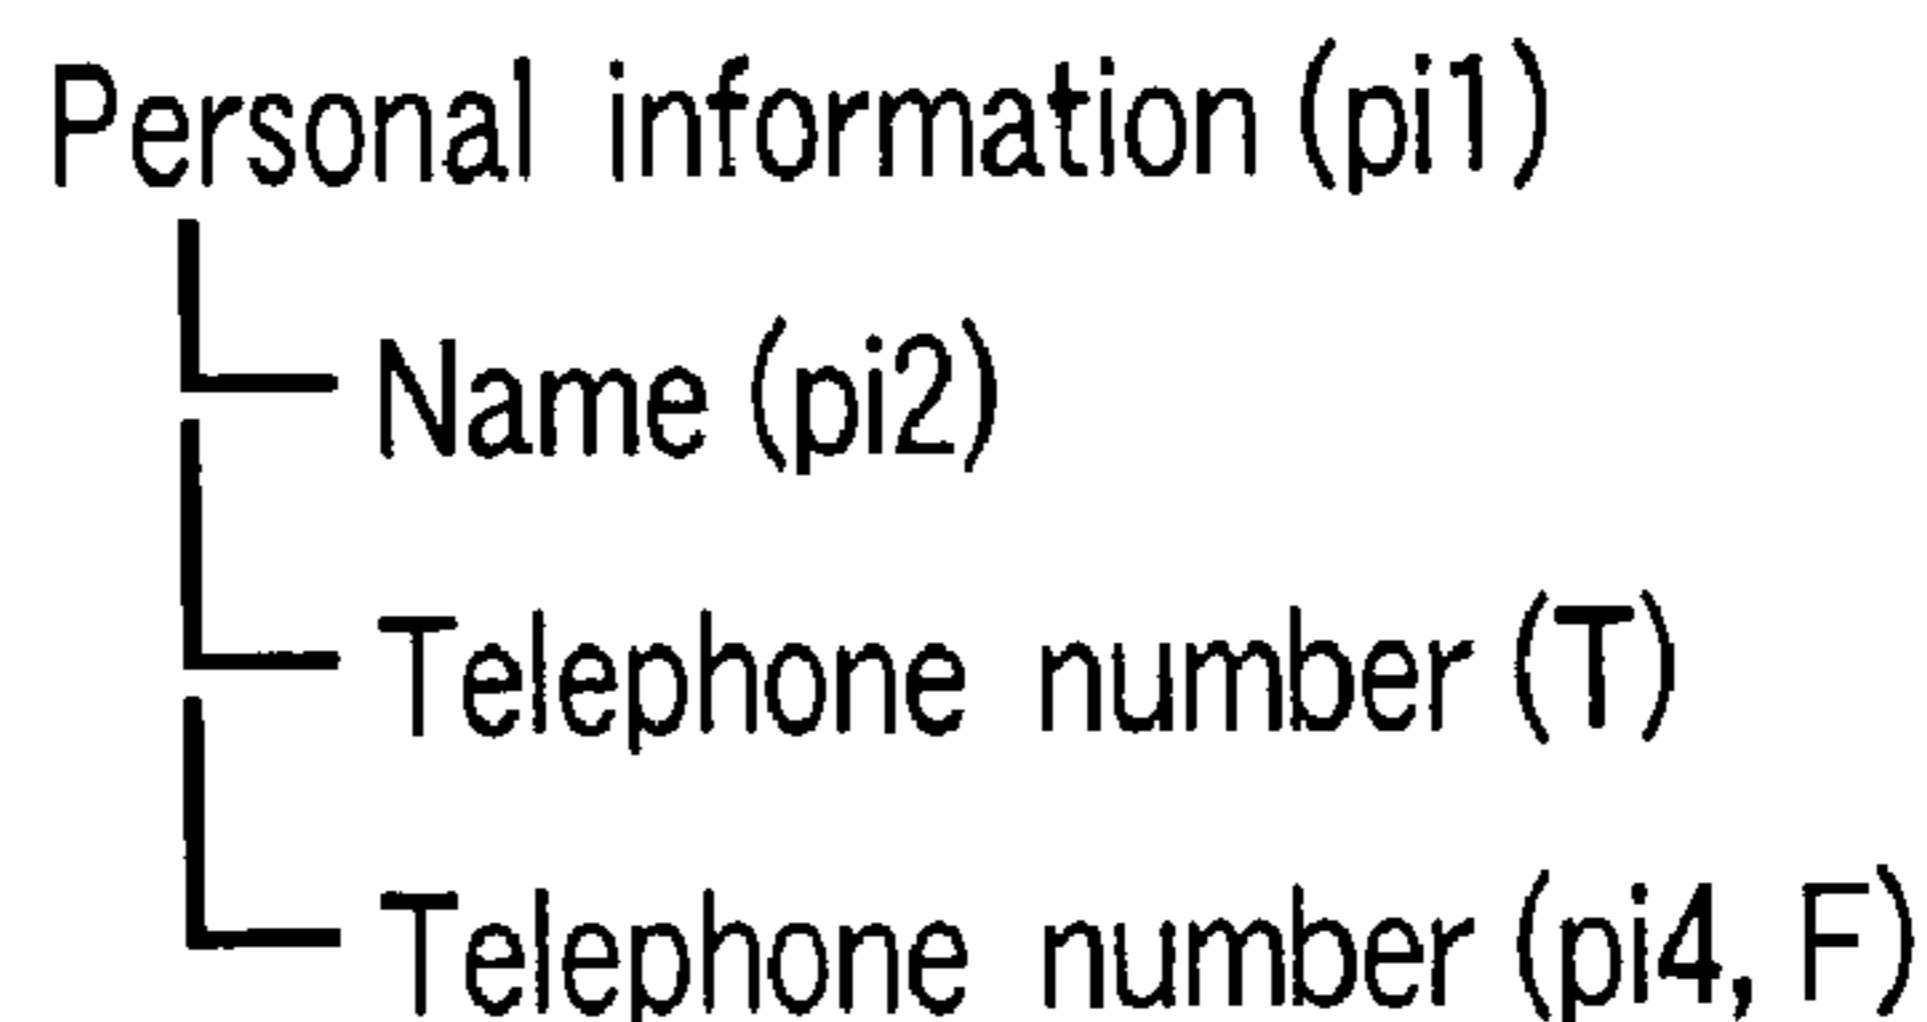 Personal information (pi1)
Name (pi2)
Telephone number (T)
Telephone number (pi4, F)